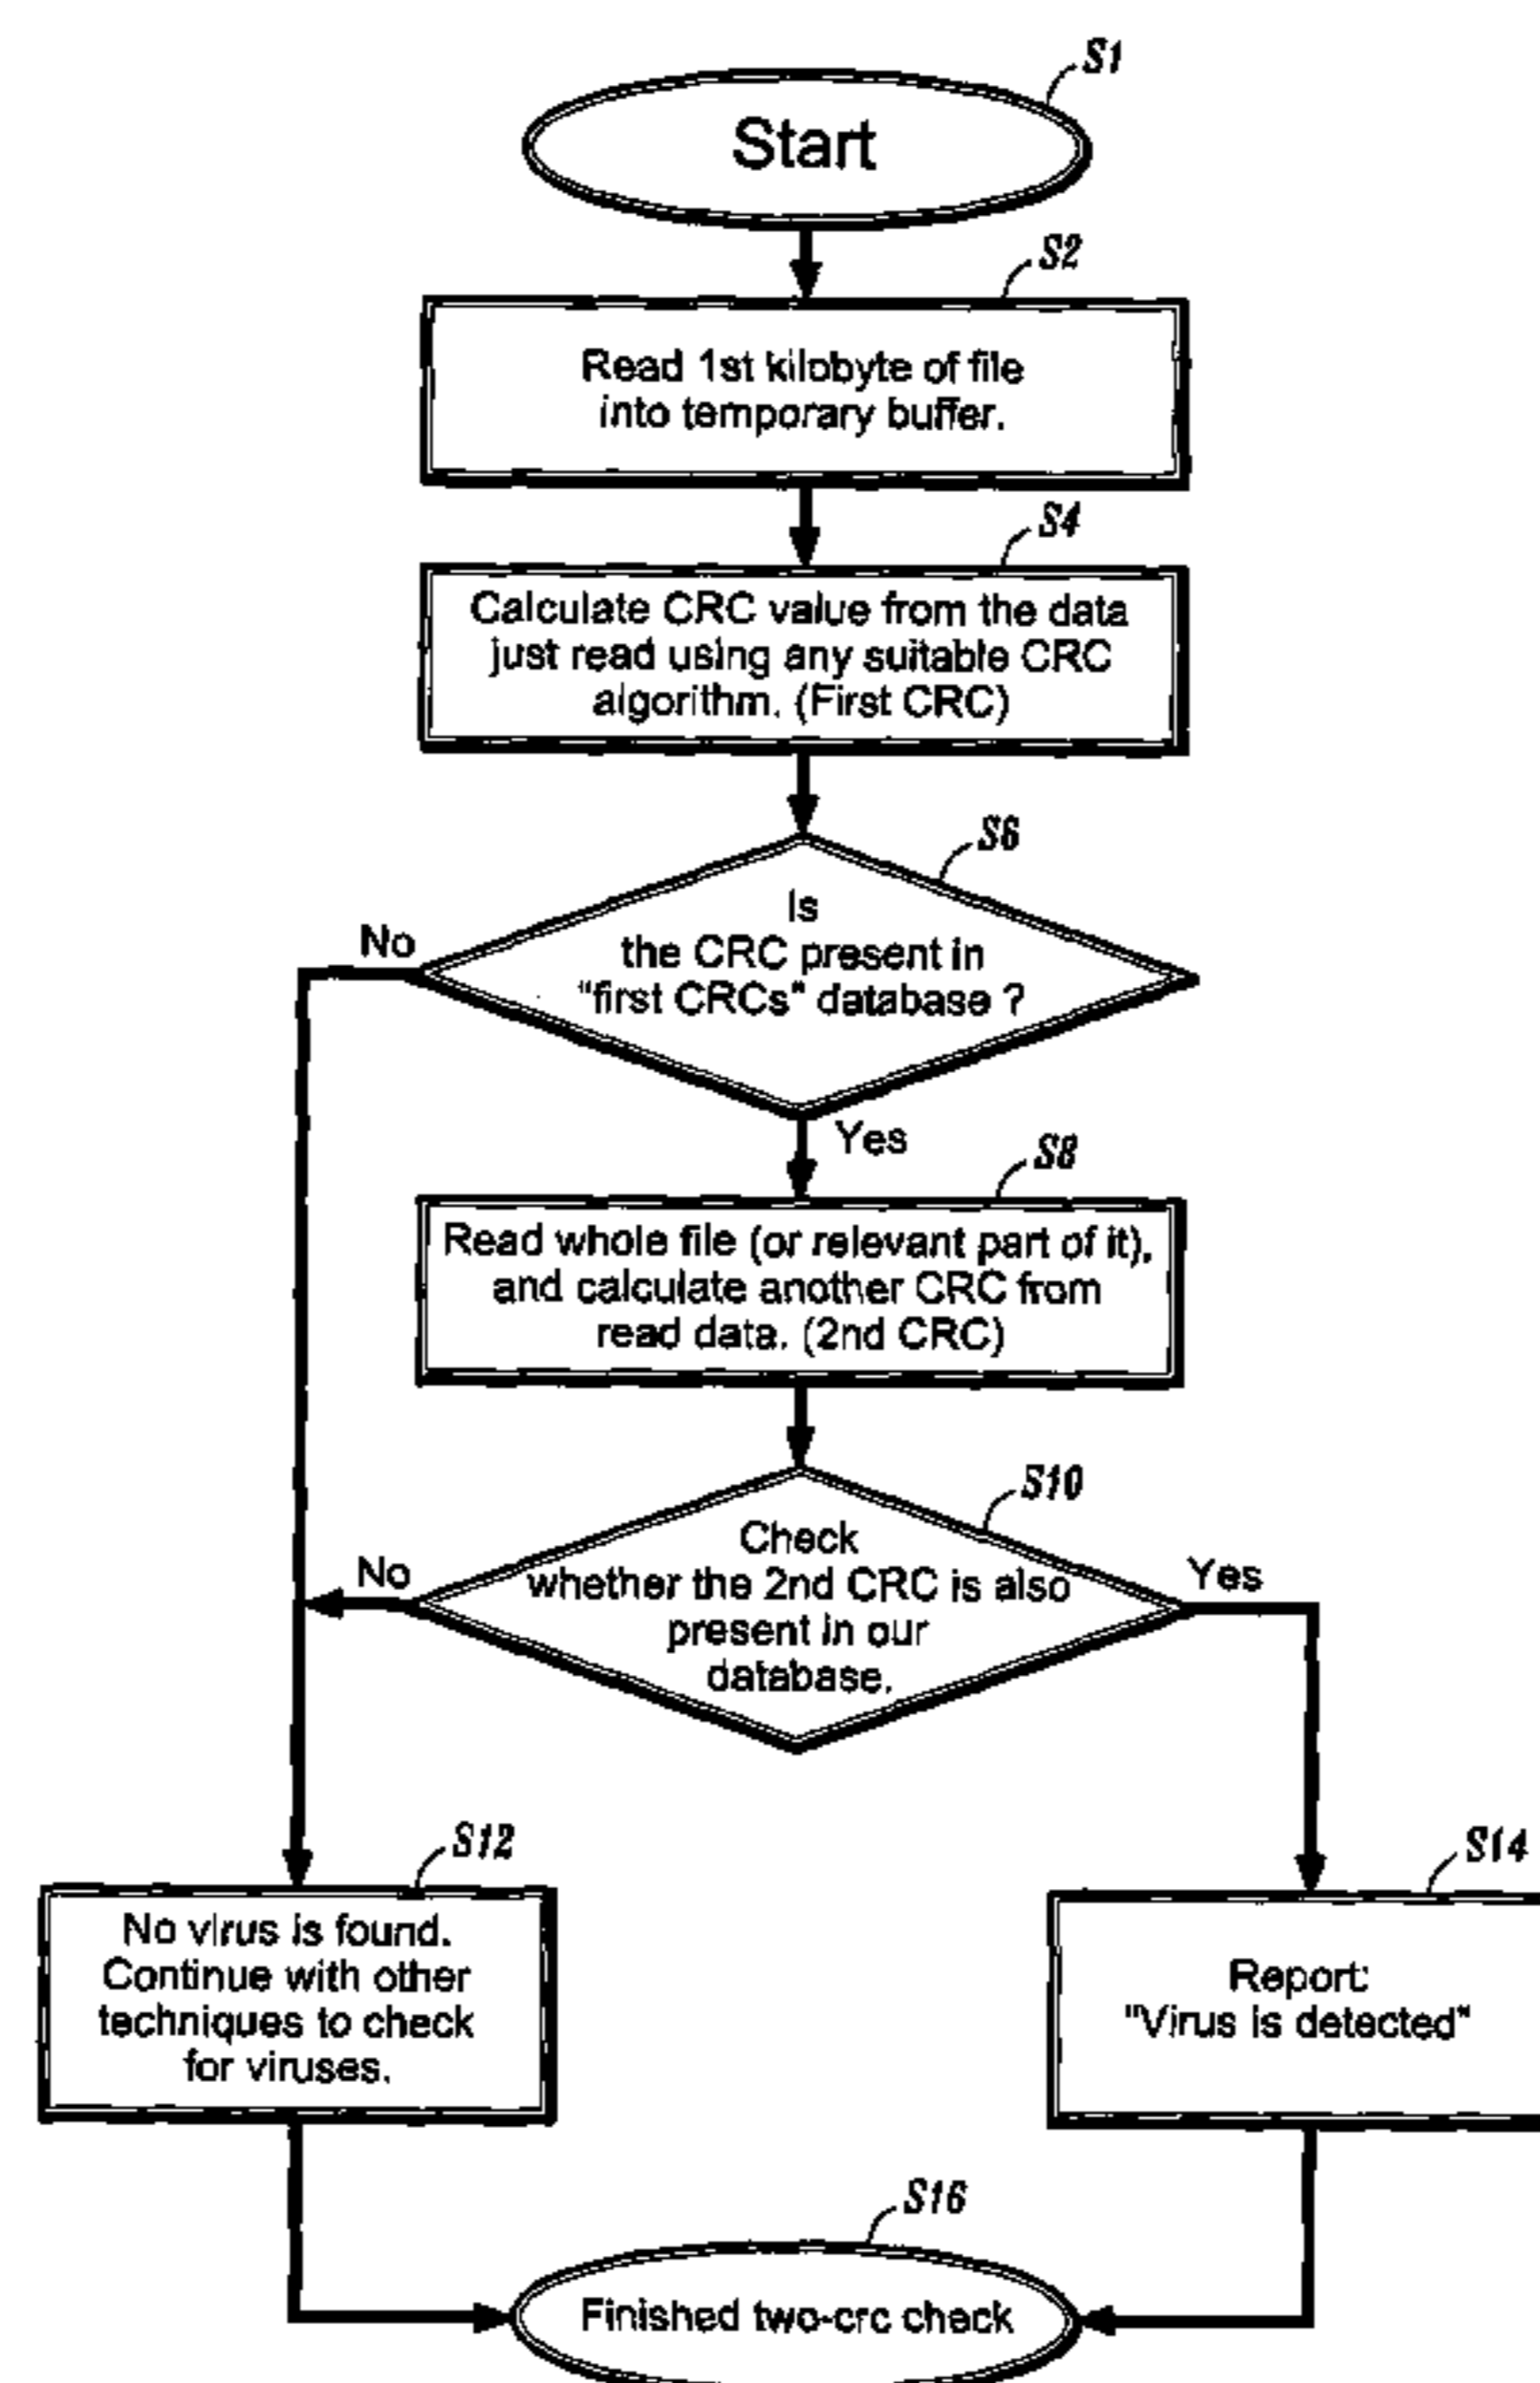 S1
Start
S2
Read 1st kilobyte of file
into temporary buffer.
S4
Calculate CRC value from the data
just read using any suitable CRC
algorithm. (First CRC)
S6
Is
the CRC present in
"first CRCs" database ?
No
Yes
S8
Read whole file (or relevant part of it),
and calculate another CRC from
read data. (2nd CRC)
S10
Check
whether the 2nd CRC is also
present in our
database.
No
Yes
S12
No virus is found.
Continue with other
techniques to check
for viruses.
S14
Report:
"Virus is detected"
S16
Finished two-crc check